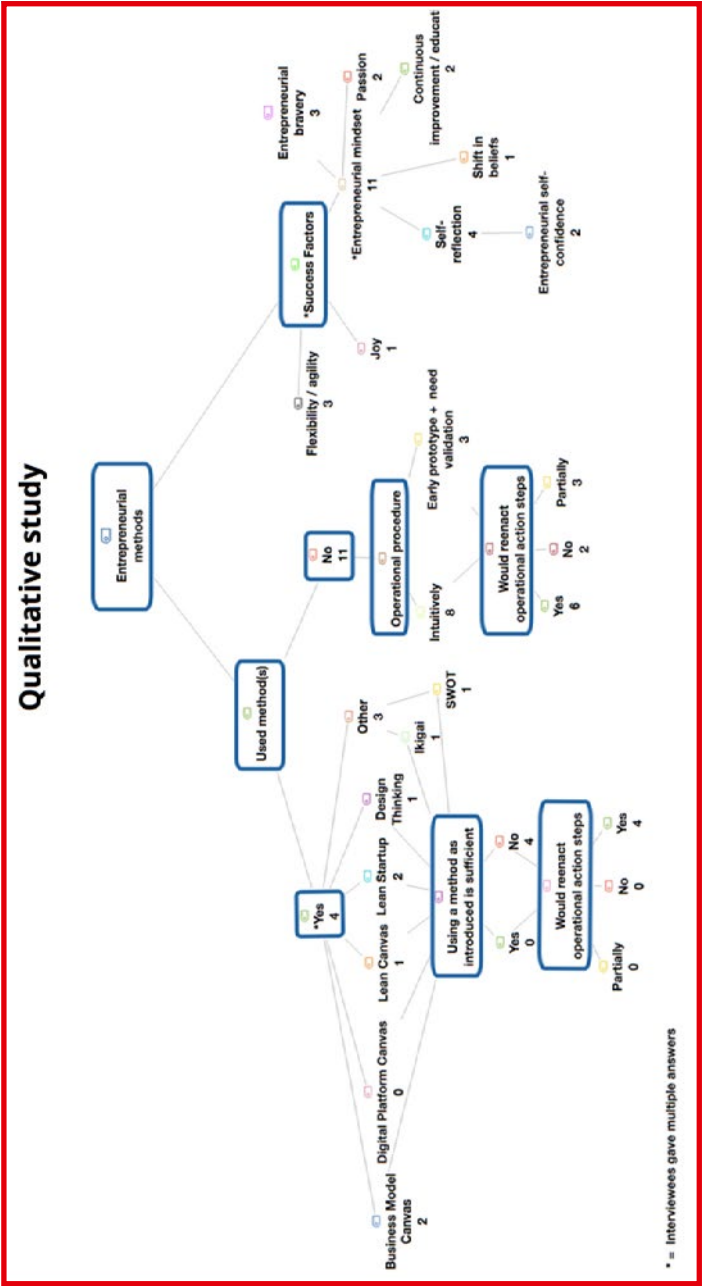 Qualitative study
Entrepreneurial
methods
Used method(s)
*Yes
4
Business Model
Canvas
2
Digital Platform Canvas
0
Lean Canvas
1
Lean Startup
2
Design
Thinking
1
Other
3
Ikigai
1
SWOT
1
Using a method as
introduced is sufficient
Yes
0
No
4
Would reenact
operational action steps
Partially
0
No
0
Yes
4
No
11
Operational procedure
Intuitively
8
Early prototype + need
validation
3
Would reenact
operational action steps
Yes
6
No
2
Partially
3
*Success Factors
Flexibility / agility
3
Joy
1
*Entrepreneurial mindset
11
Entrepreneurial
bravery
3
Passion
2
Continuous
improvement / educat
2
Shift in
beliefs
1
Self-
reflection
4
Entrepreneurial self-
confidence
2
* = Interviewees gave multiple answers